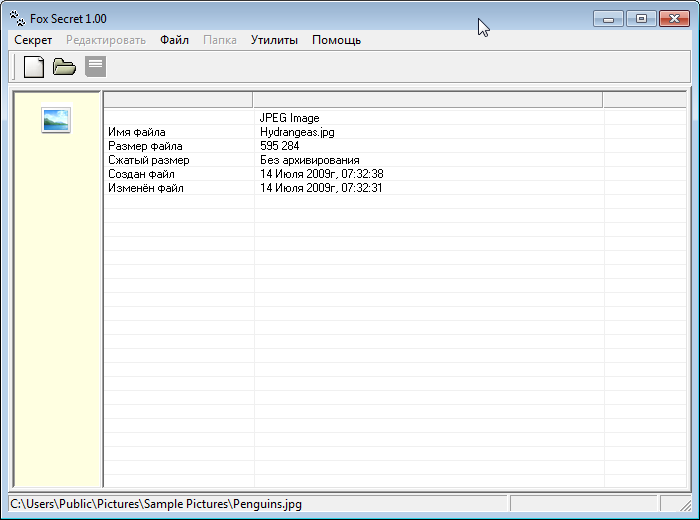 Fox Secret 1.00
Секрет Редактировать Файл Папка Утилиты Помощь
JPEG Image
Имя файла Hydrangeas.jpg
Размер файла 595 284
Сжатый размер Без архивирования
Создан файл 14 Июля 2009г, 07:32:38
Изменён файл 14 Июля 2009г, 07:32:31
C:\Users\Public\Pictures\Sample Pictures\Penguins.jpg